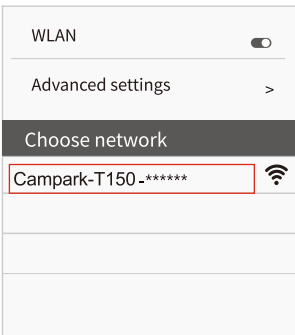 WLAN
Advanced settings >
Choose network
Campark-T150-******